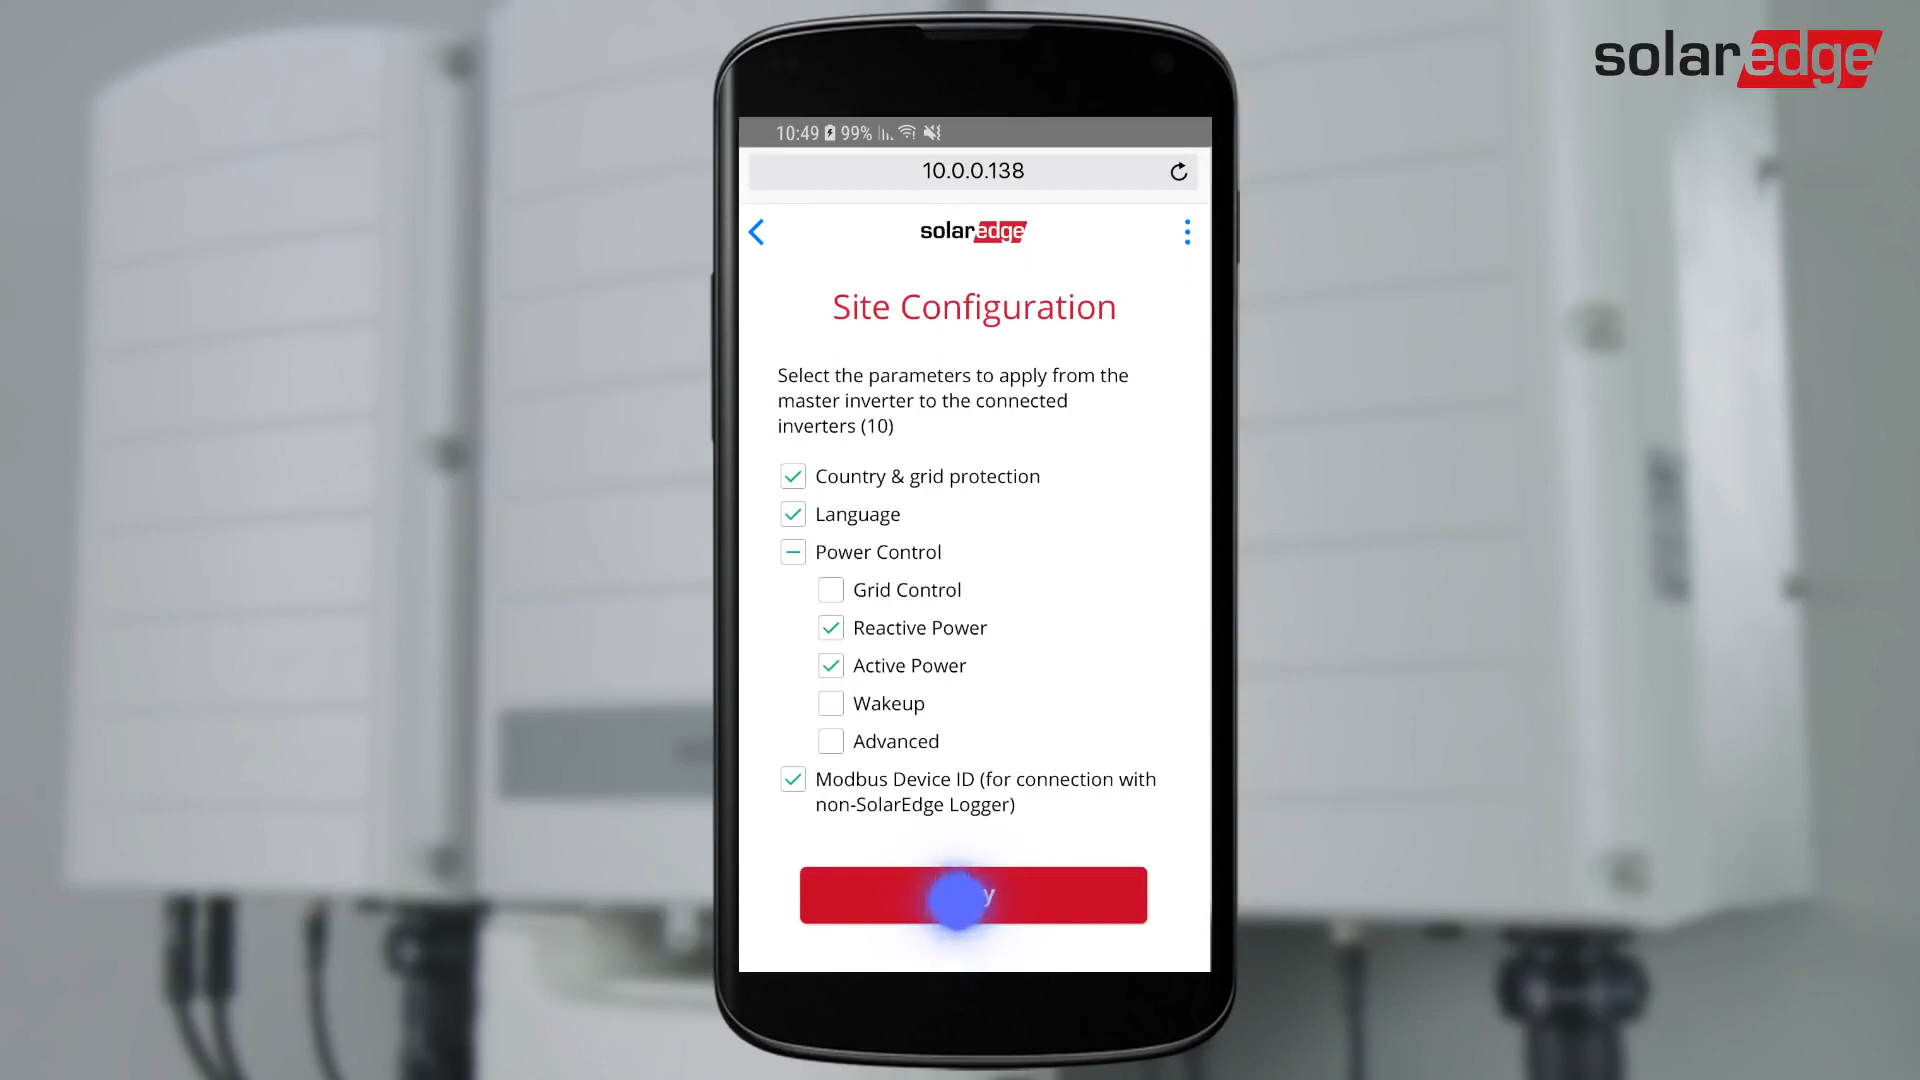 solaredge
10:49 99%
10.0.0.138
solaredge
Site Configuration
Select the parameters to apply from the
master inverter to the connected
inverters (10)
Country & grid protection
Language
Power Control
Grid Control
Reactive Power
Active Power
Wakeup
Advanced
Modbus Device ID (for connection with
non-SolarEdge Logger)